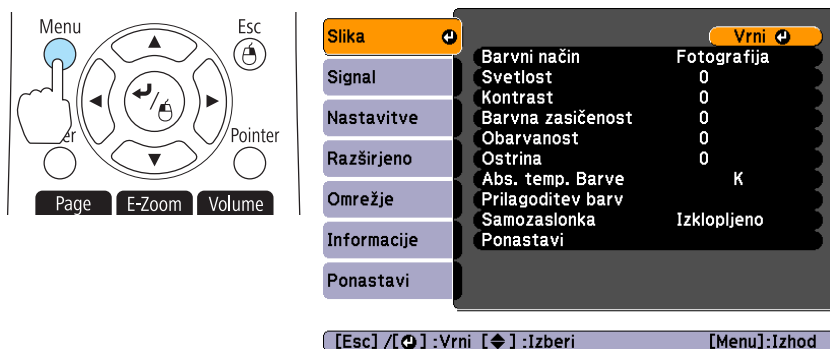 Menu
Esc
er
Pointer
Page
E-Zoom
Volume
Slika
Signal
Nastavitve
Razširjeno
Omrežje
Informacije
Ponastavi
Vrni
Barvni način Fotografija
Svetlost 0
Kontrast 0
Barvna zasičenost 0
Obarvanost 0
Ostrina 0
Abs. temp. Barve K
Prilagoditev barv
Samozaslonka Izklopljeno
Ponastavi
[Esc] /[ ] :Vrni [ ] :Izberi [Menu]:Izhod